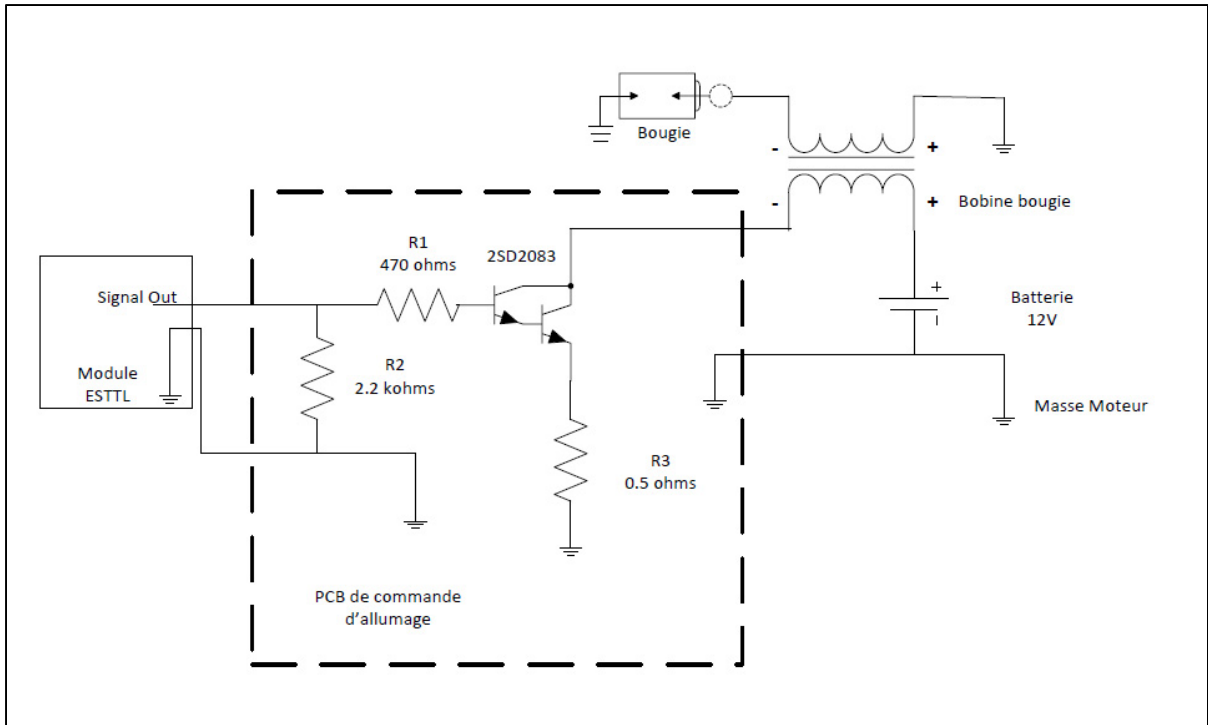 Bougie
-
+
-
+
Bobine bougie
R1
470 ohms
2SD2083
Signal Out
Module
ESTTL
R2
2.2 kohms
+
-
Batterie
12V
Masse Moteur
R3
0.5 ohms
PCB de commande
d'allumage